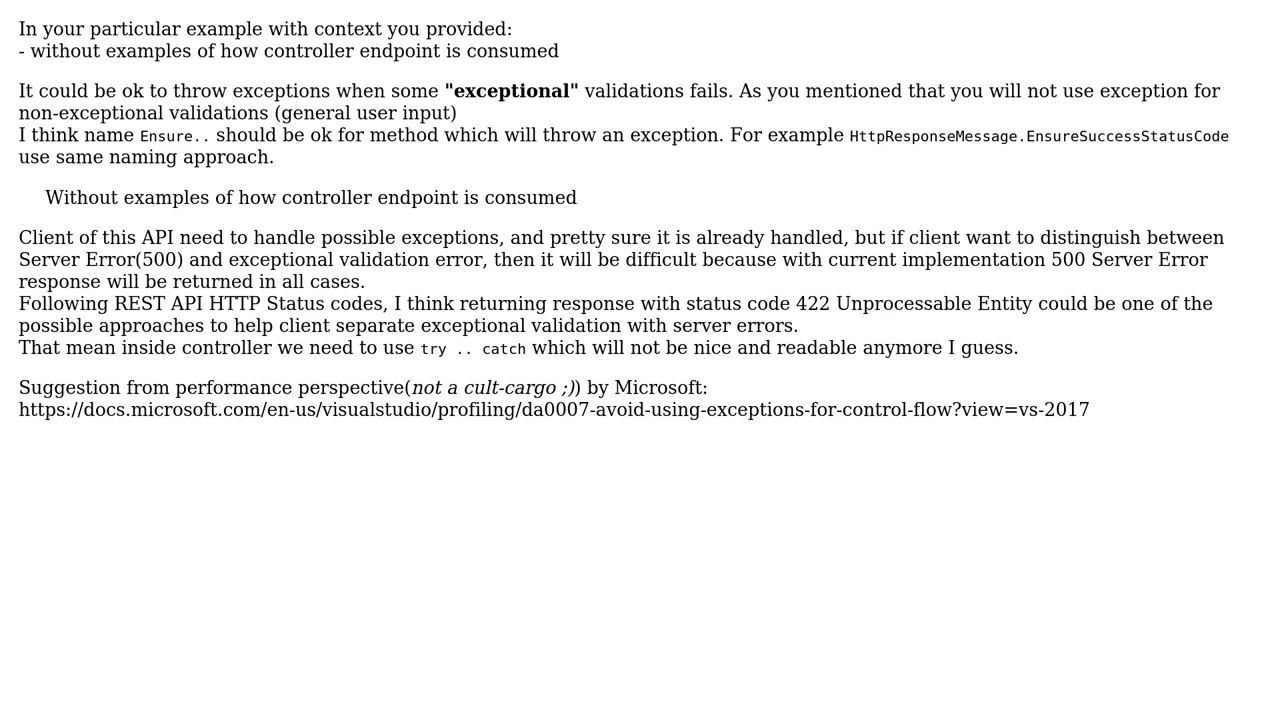 In your particular example with context you provided:
- without examples of how controller endpoint is consumed
It could be ok to throw exceptions when some "exceptional" validations fails. As you mentioned that you will not use exception for
non-exceptional validations (general user input)
I think name Ensure.. should be ok for method which will throw an exception. For example HttpResponseMessage.EnsureSuccessStatusCode
use same naming approach.
Without examples of how controller endpoint is consumed
Client of this API need to handle possible exceptions, and pretty sure it is already handled, but if client want to distinguish between
Server Error(500) and exceptional validation error, then it will be difficult because with current implementation 500 Server Error
response will be returned in all cases.
Following REST API HTTP Status codes, I think returning response with status code 422 Unprocessable Entity could be one of the
possible approaches to help client separate exceptional validation with server errors.
That mean inside controller we need to use try .. catch which will not be nice and readable anymore I guess.
Suggestion from performance perspective(not a cult-cargo ;)) by Microsoft:
https://docs.microsoft.com/en-us/visualstudio/profiling/da0007-avoid-using-exceptions-for-control-flow?view=vs-2017